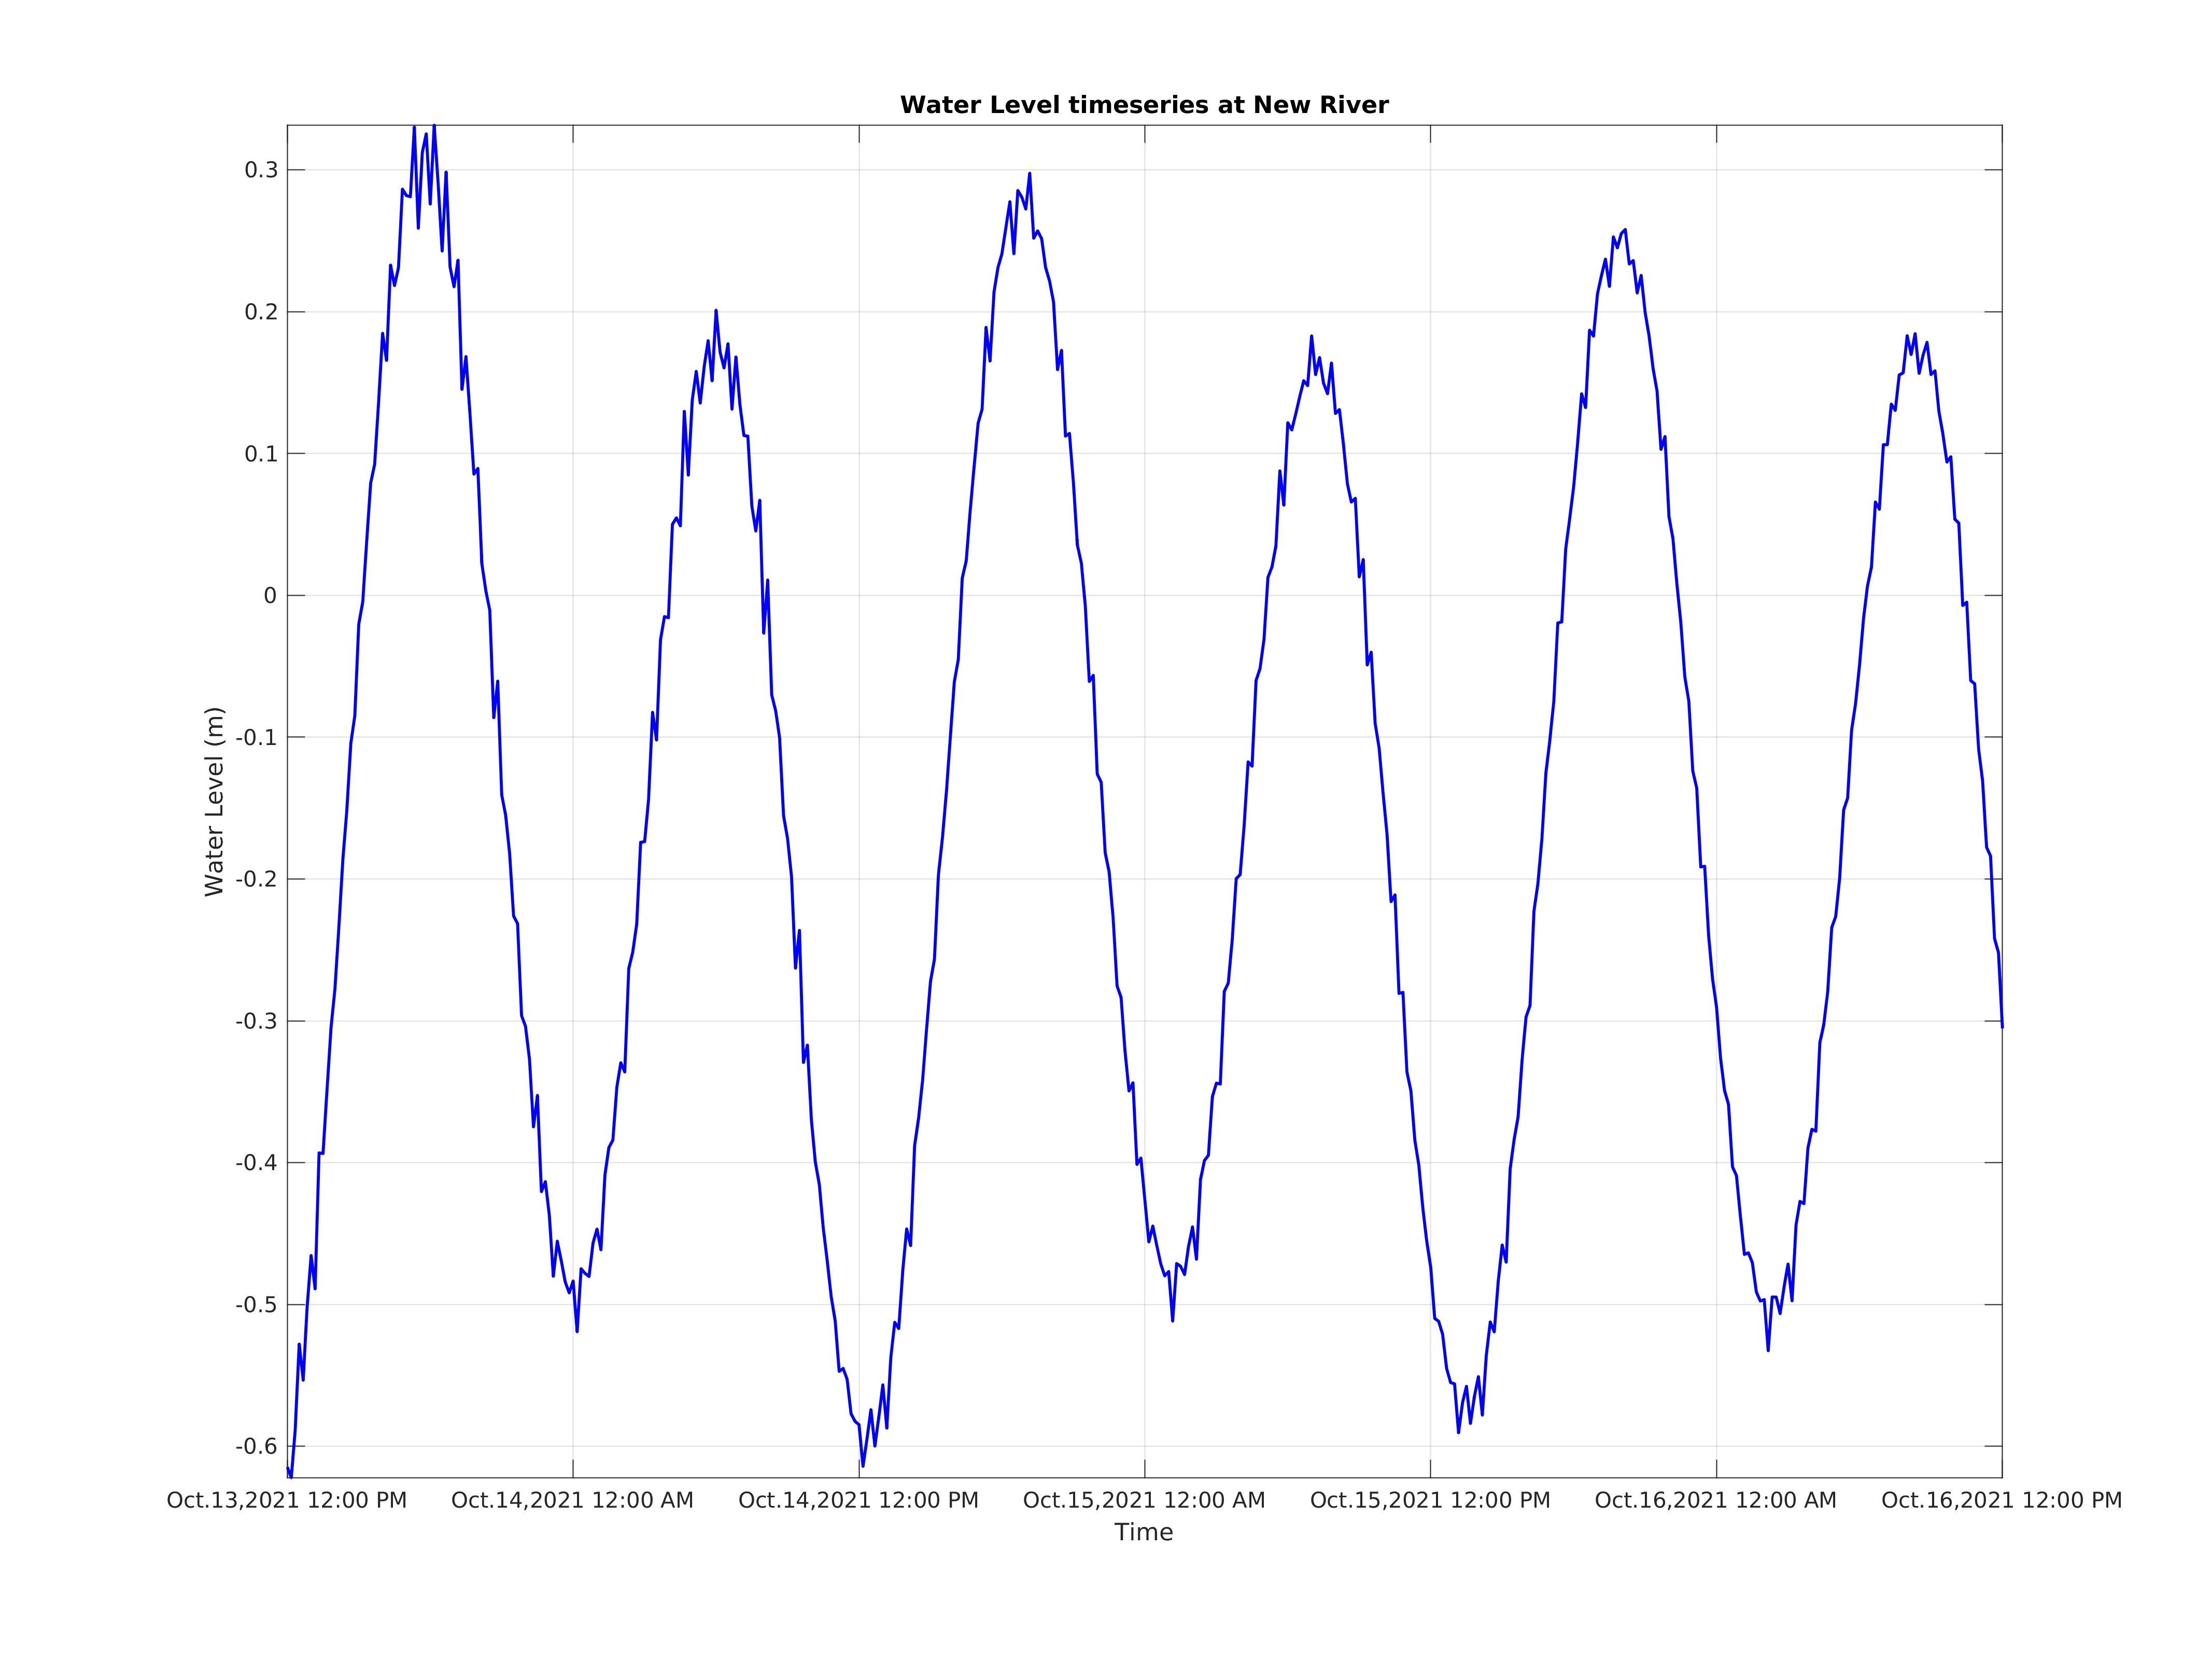 Water Level timeseries at New River
0.3
0.2
0.1
0
-0.1
-0.2
-0.3
-0.4
-0.5
-0.6
Water Level (m)
Oct.13,2021 12:00 PM
Oct.14,2021 12:00 AM
Oct.14,2021 12:00 PM
Oct.15,2021 12:00 AM
Oct.15,2021 12:00 PM
Oct.16,2021 12:00 AM
Oct.16,2021 12:00 PM
Time